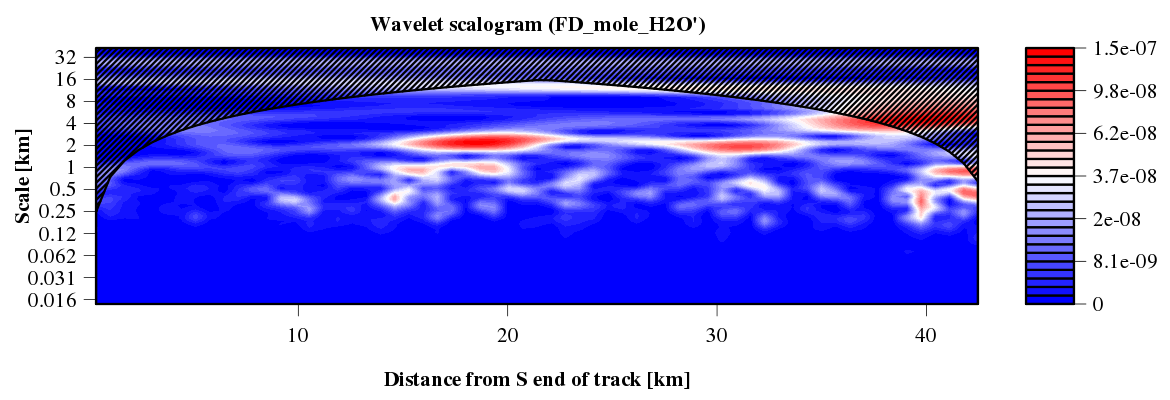 Wavelet scalogram (FD_mole_H2O')
Scale [km]
32
16
8
4
2
1
0.5
0.25
0.12
0.062
0.031
0.016
10 20 30 40
Distance from S end of track [km]
1.5e-07
9.8e-08
6.2e-08
3.7e-08
2e-08
8.1e-09
0